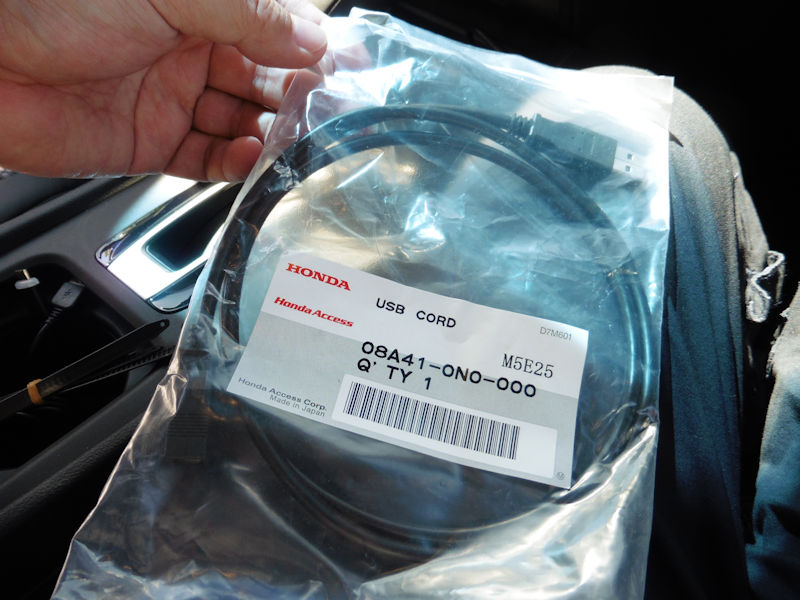 HONDA
Honda Access
USB CORD
D7M601
08A41-0N0-000
M5E25
Q'TY 1
Honda Access Corp.
Made in Japan